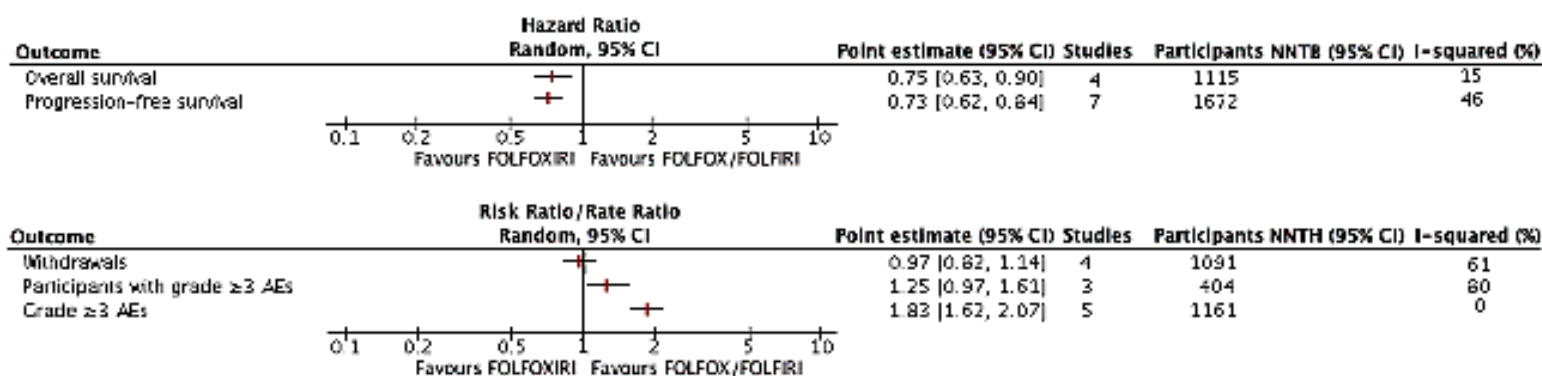 Hazard Ratio
Outcome Random, 95% CI Point estimate (95% CI) Studies Participants NNTB (95% CI) I-squared (%)
Overall survival 0.75 [0.63, 0.90] 4 1115 15
Progression-free survival 0.73 [0.62, 0.84] 7 1672 46
0.1 0.2 0.5 1 2 5 10
Favours FOLFOXIRI Favours FOLFOX/FOLFIRI
Risk Ratio/Rate Ratio
Outcome Random, 95% CI Point estimate (95% CI) Studies Participants NNTH (95% CI) I-squared (%)
Withdrawals 0.97 [0.82, 1.14] 4 1091 61
Participants with grade ≥3 AEs 1.25 [0.97, 1.61] 3 404 80
Grade ≥3 AEs 1.83 [1.62, 2.07] 5 1161 0
0.1 0.2 0.5 1 2 5 10
Favours FOLFOXIRI Favours FOLFOX/FOLFIRI